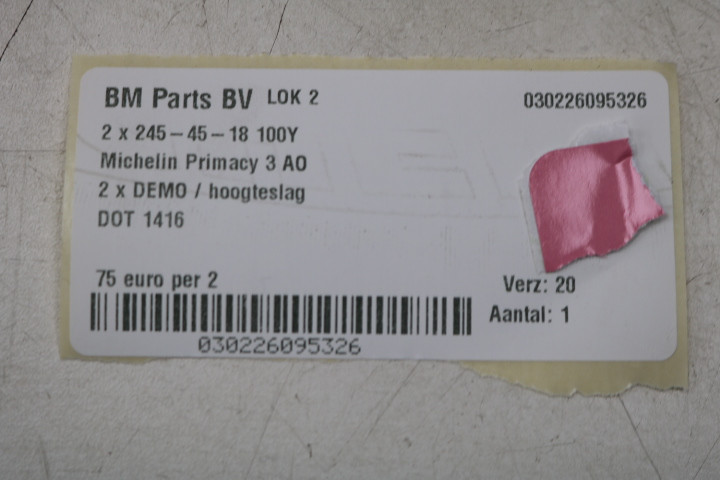 BM Parts BV LOK 2 030226095326
2 x 245-45-18 100Y
Michelin Primacy 3 AO
2 x DEMO / hoogteslag
DOT 1416
75 euro per 2 Verz: 20
Aantal: 1
030226095326